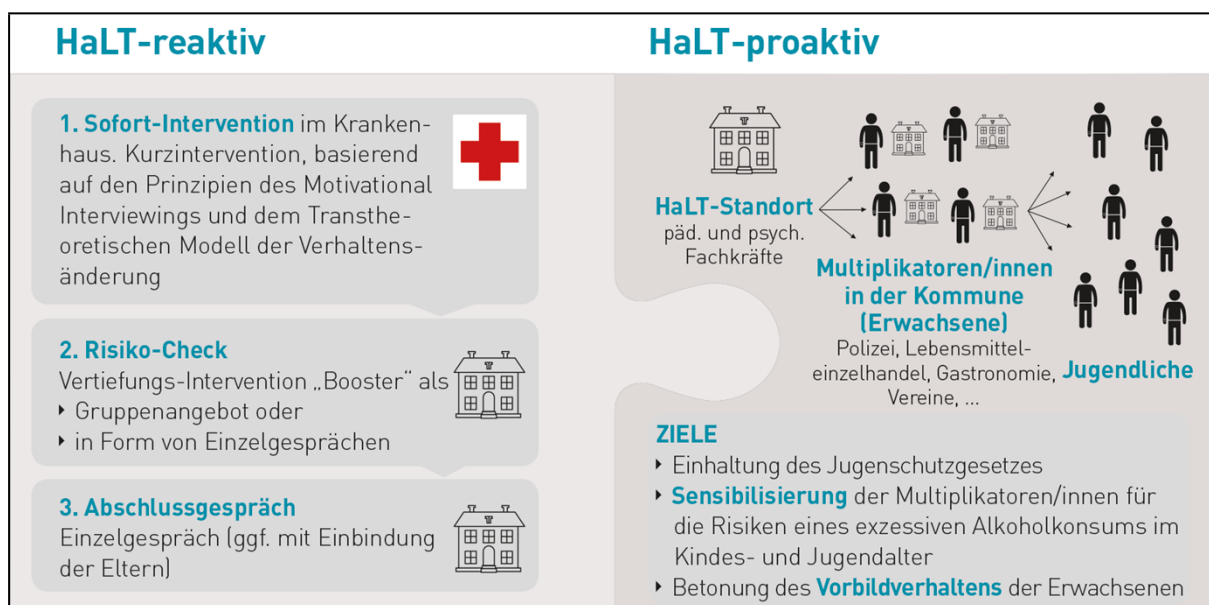 HaLT-reaktiv
1. Sofort-Intervention im Kranken-
haus. Kurzintervention, basierend
auf den Prinzipien des Motivational
Interviewings und dem Transthe-
oretischen Modell der Verhaltens-
änderung
2. Risiko-Check
Vertiefungs-Intervention „Booster“ als
‣ Gruppenangebot oder
‣ in Form von Einzelgesprächen
3. Abschlussgespräch
Einzelgespräch (ggf. mit Einbindung
der Eltern)
HaLT-proaktiv
HaLT-Standort
päd. und psych.
Fachkräfte
Multiplikatoren/innen
in der Kommune
(Erwachsene)
Polizei, Lebensmittel-
einzelhandel, Gastronomie,
Vereine, ...
Jugendliche
ZIELE
‣ Einhaltung des Jugenschutzgesetzes
‣ Sensibilisierung der Multiplikatoren/innen für
die Risiken eines exzessiven Alkoholkonsums im
Kindes- und Jugendalter
‣ Betonung des Vorbildverhaltens der Erwachsenen